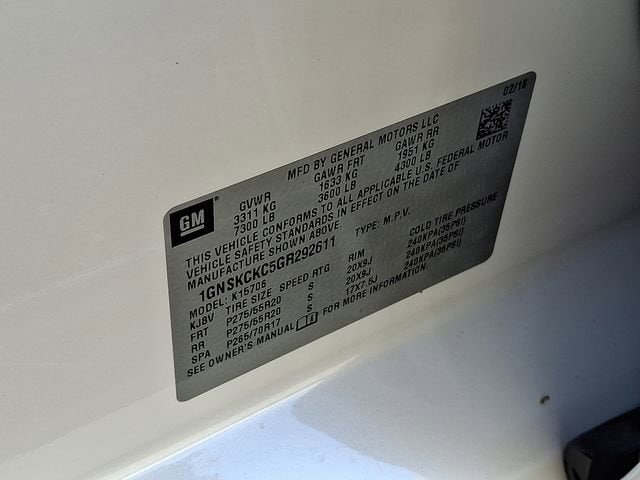 02/16
GM
MFD BY GENERAL MOTORS LLC
GVWR GAWR FRT GAWR RR
3311 KG 1633 KG 1951 KG
7300 LB 3600 LB 4300 LB
THIS VEHICLE CONFORMS TO ALL APPLICABLE U.S. FEDERAL MOTOR
VEHICLE SAFETY STANDARDS IN EFFECT ON THE DATE OF
MANUFACTURE SHOWN ABOVE.
1GNSKCKC5GR292611 TYPE: M.P.V.
MODEL: K15706
KJ8V TIRE SIZE SPEED RTG RIM COLD TIRE PRESSURE
FRT P275/55R20 S 20X9J 240KPA(35PSI)
RR P275/55R20 S 20X9J 240KPA(35PSI)
SPA P265/70R17 S 17X7.5J 240KPA(35PSI)
SEE OWNER'S MANUAL FOR MORE INFORMATION.